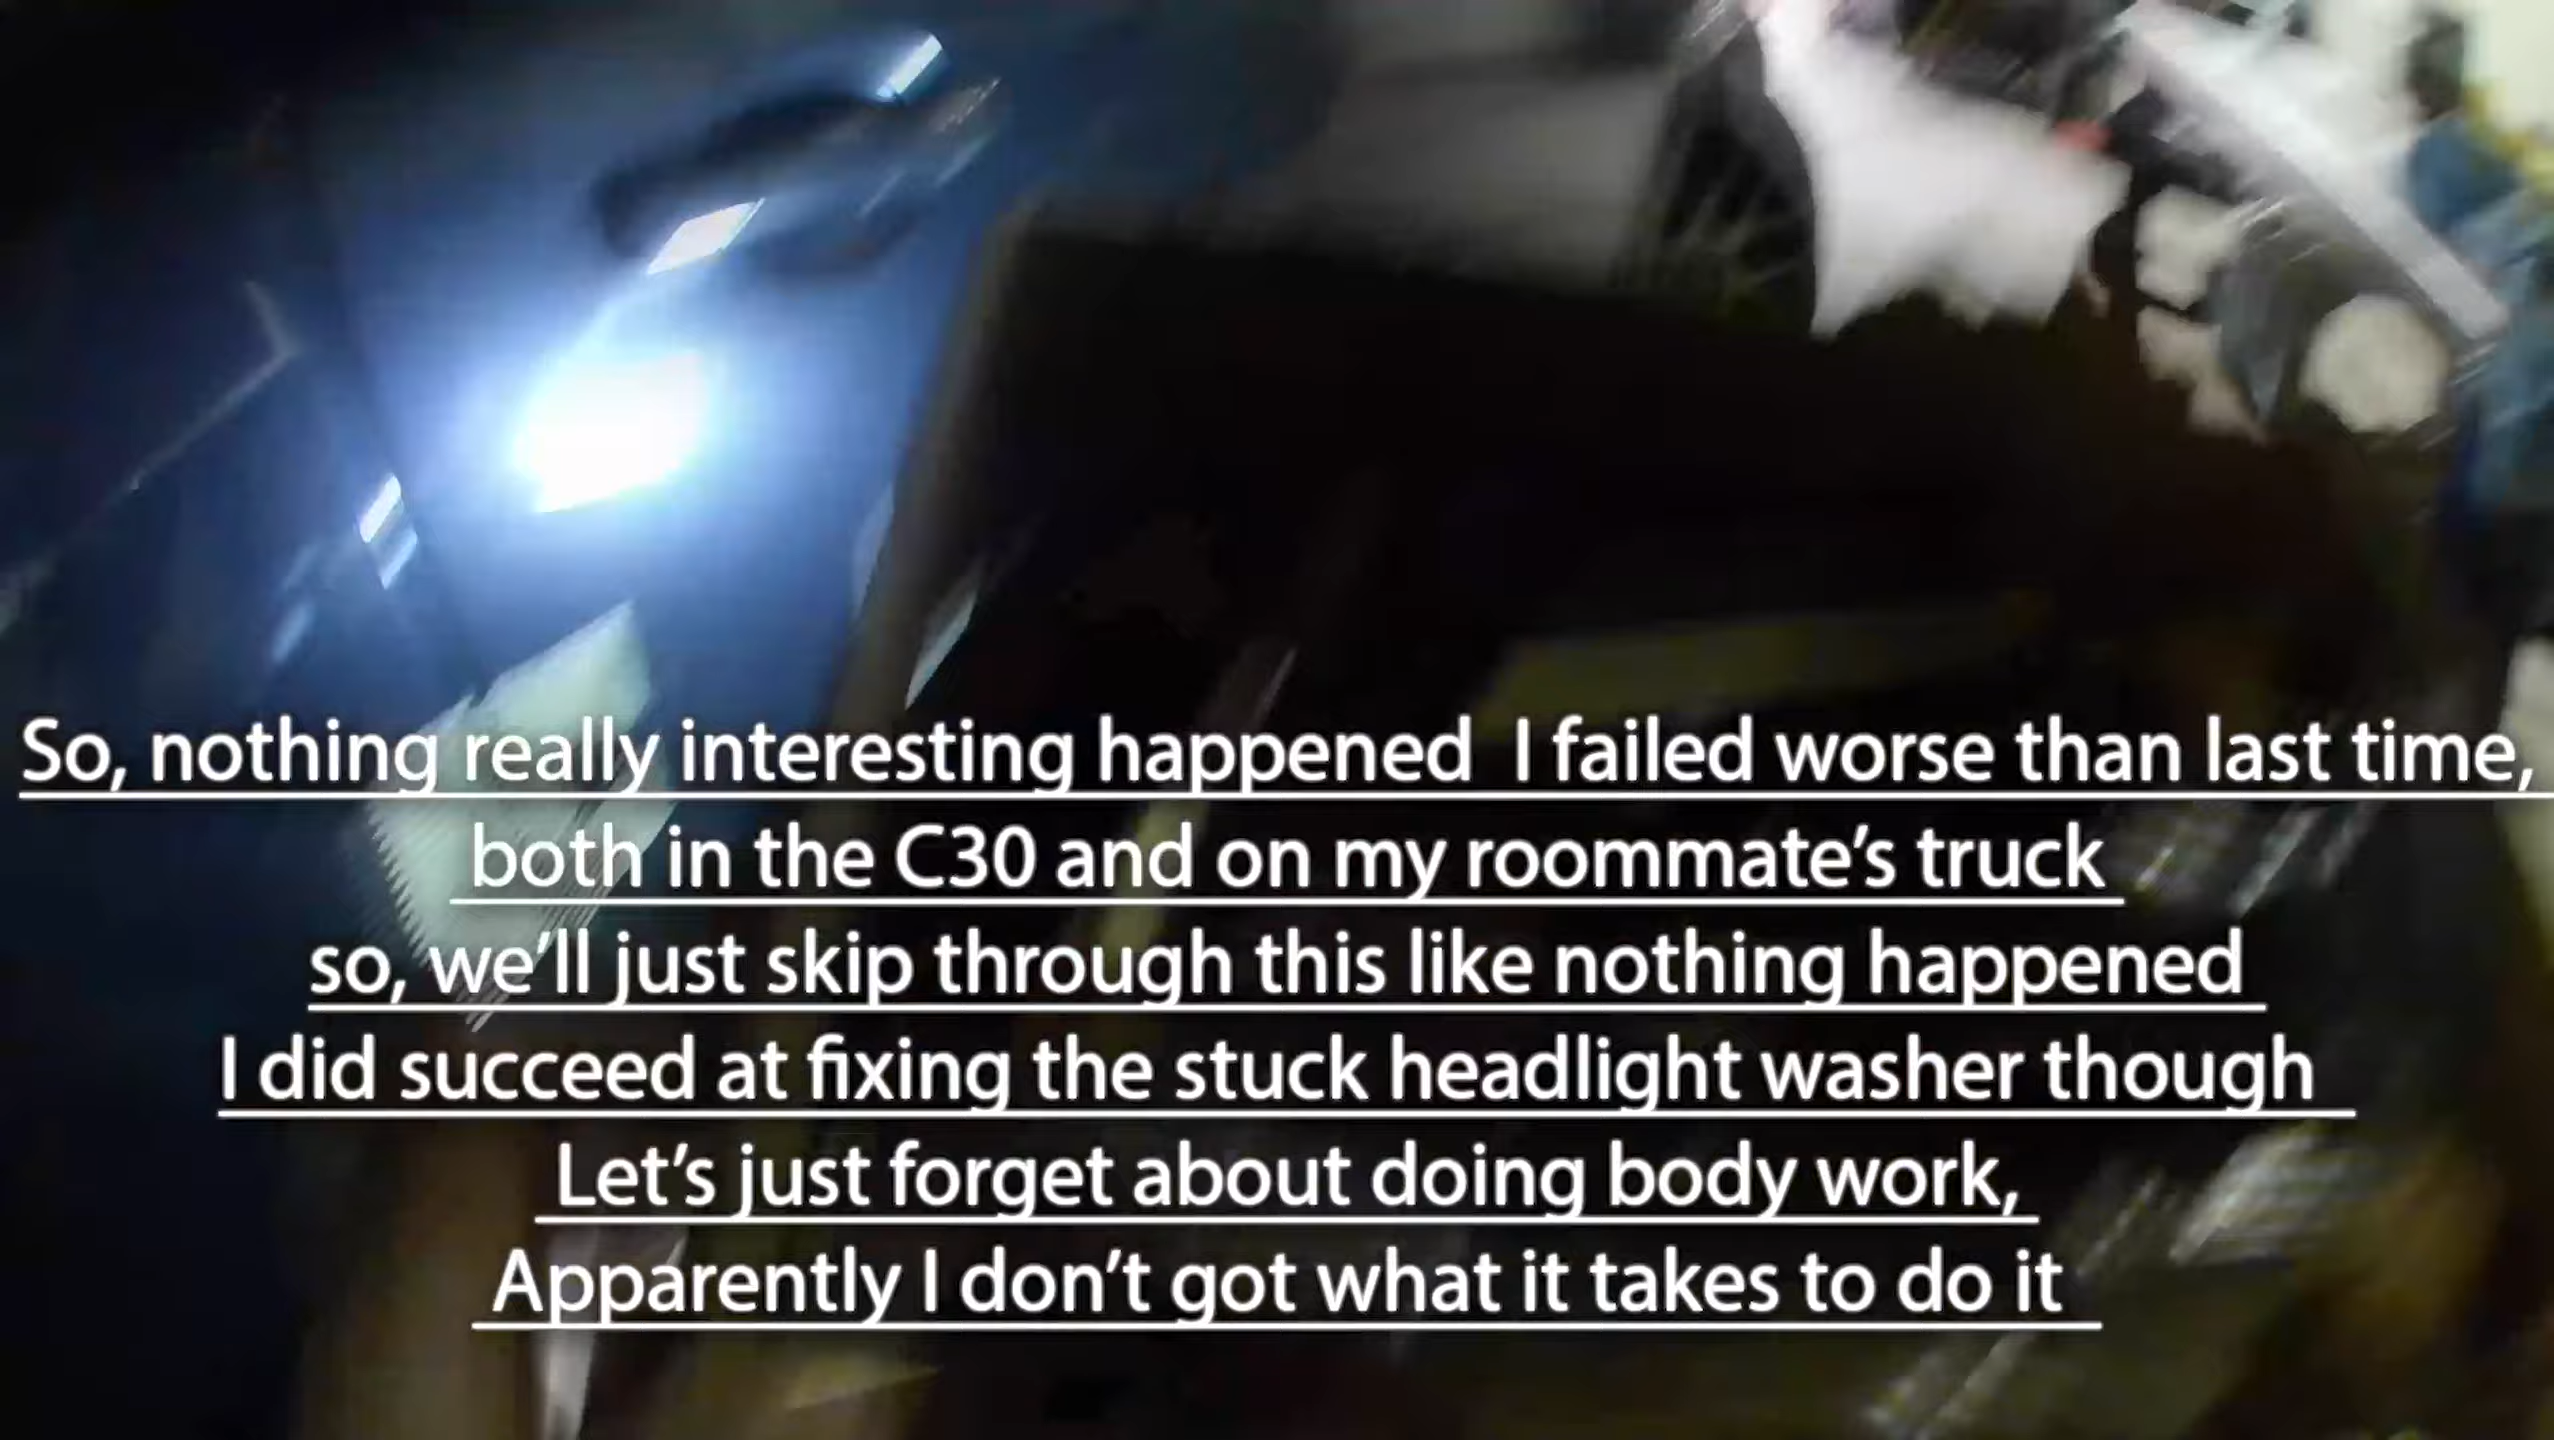 So, nothing really interesting happened  I failed worse than last time,
both in the C30 and on my roommate's truck
so, we'll just skip through this like nothing happened
I did succeed at fixing the stuck headlight washer though
Let's just forget about doing body work,
Apparently I don't got what it takes to do it